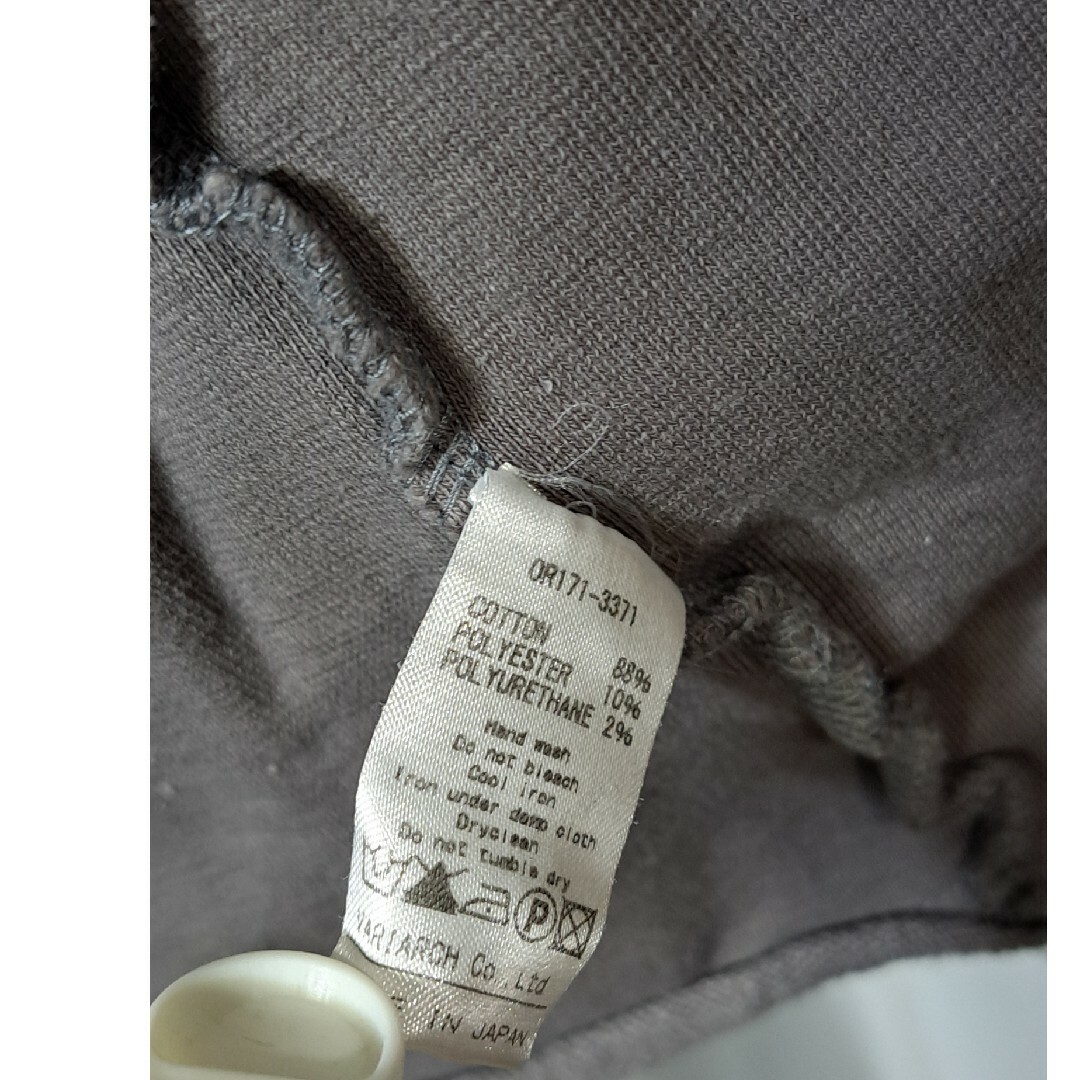 OR171-3371
COTTON 88%
POLYESTER 10%
POLYURETHANE 2%
Hand wash
Do not bleach
Cool iron
Iron under damp cloth
Dryclean
Do not tumble dry
P
VARIARCH Co., Ltd
IN JAPAN